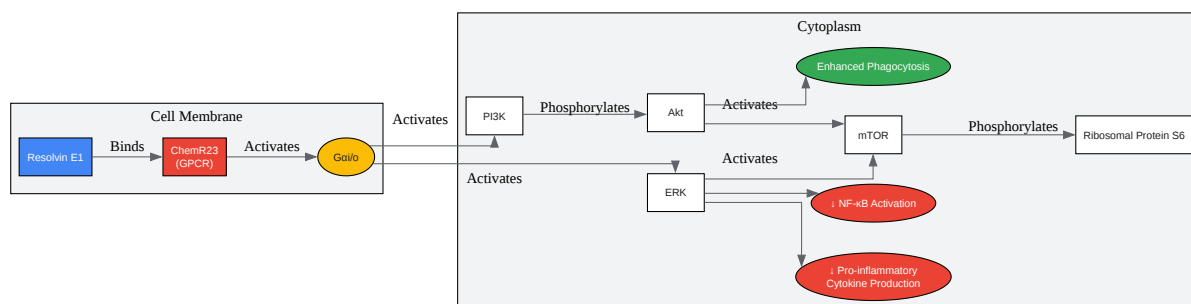 Cytoplasm
Enhanced Phagocytosis
Activates
PI3K
Phosphorylates
Akt
Activates
mTOR
Phosphorylates
Ribosomal Protein S6
Cell Membrane
Resolvin E1
Binds
ChemR23
(GPCR)
Activates
Gαi/o
Activates
ERK
Activates
↓ NF-κB Activation
↓ Pro-inflammatory
Cytokine Production